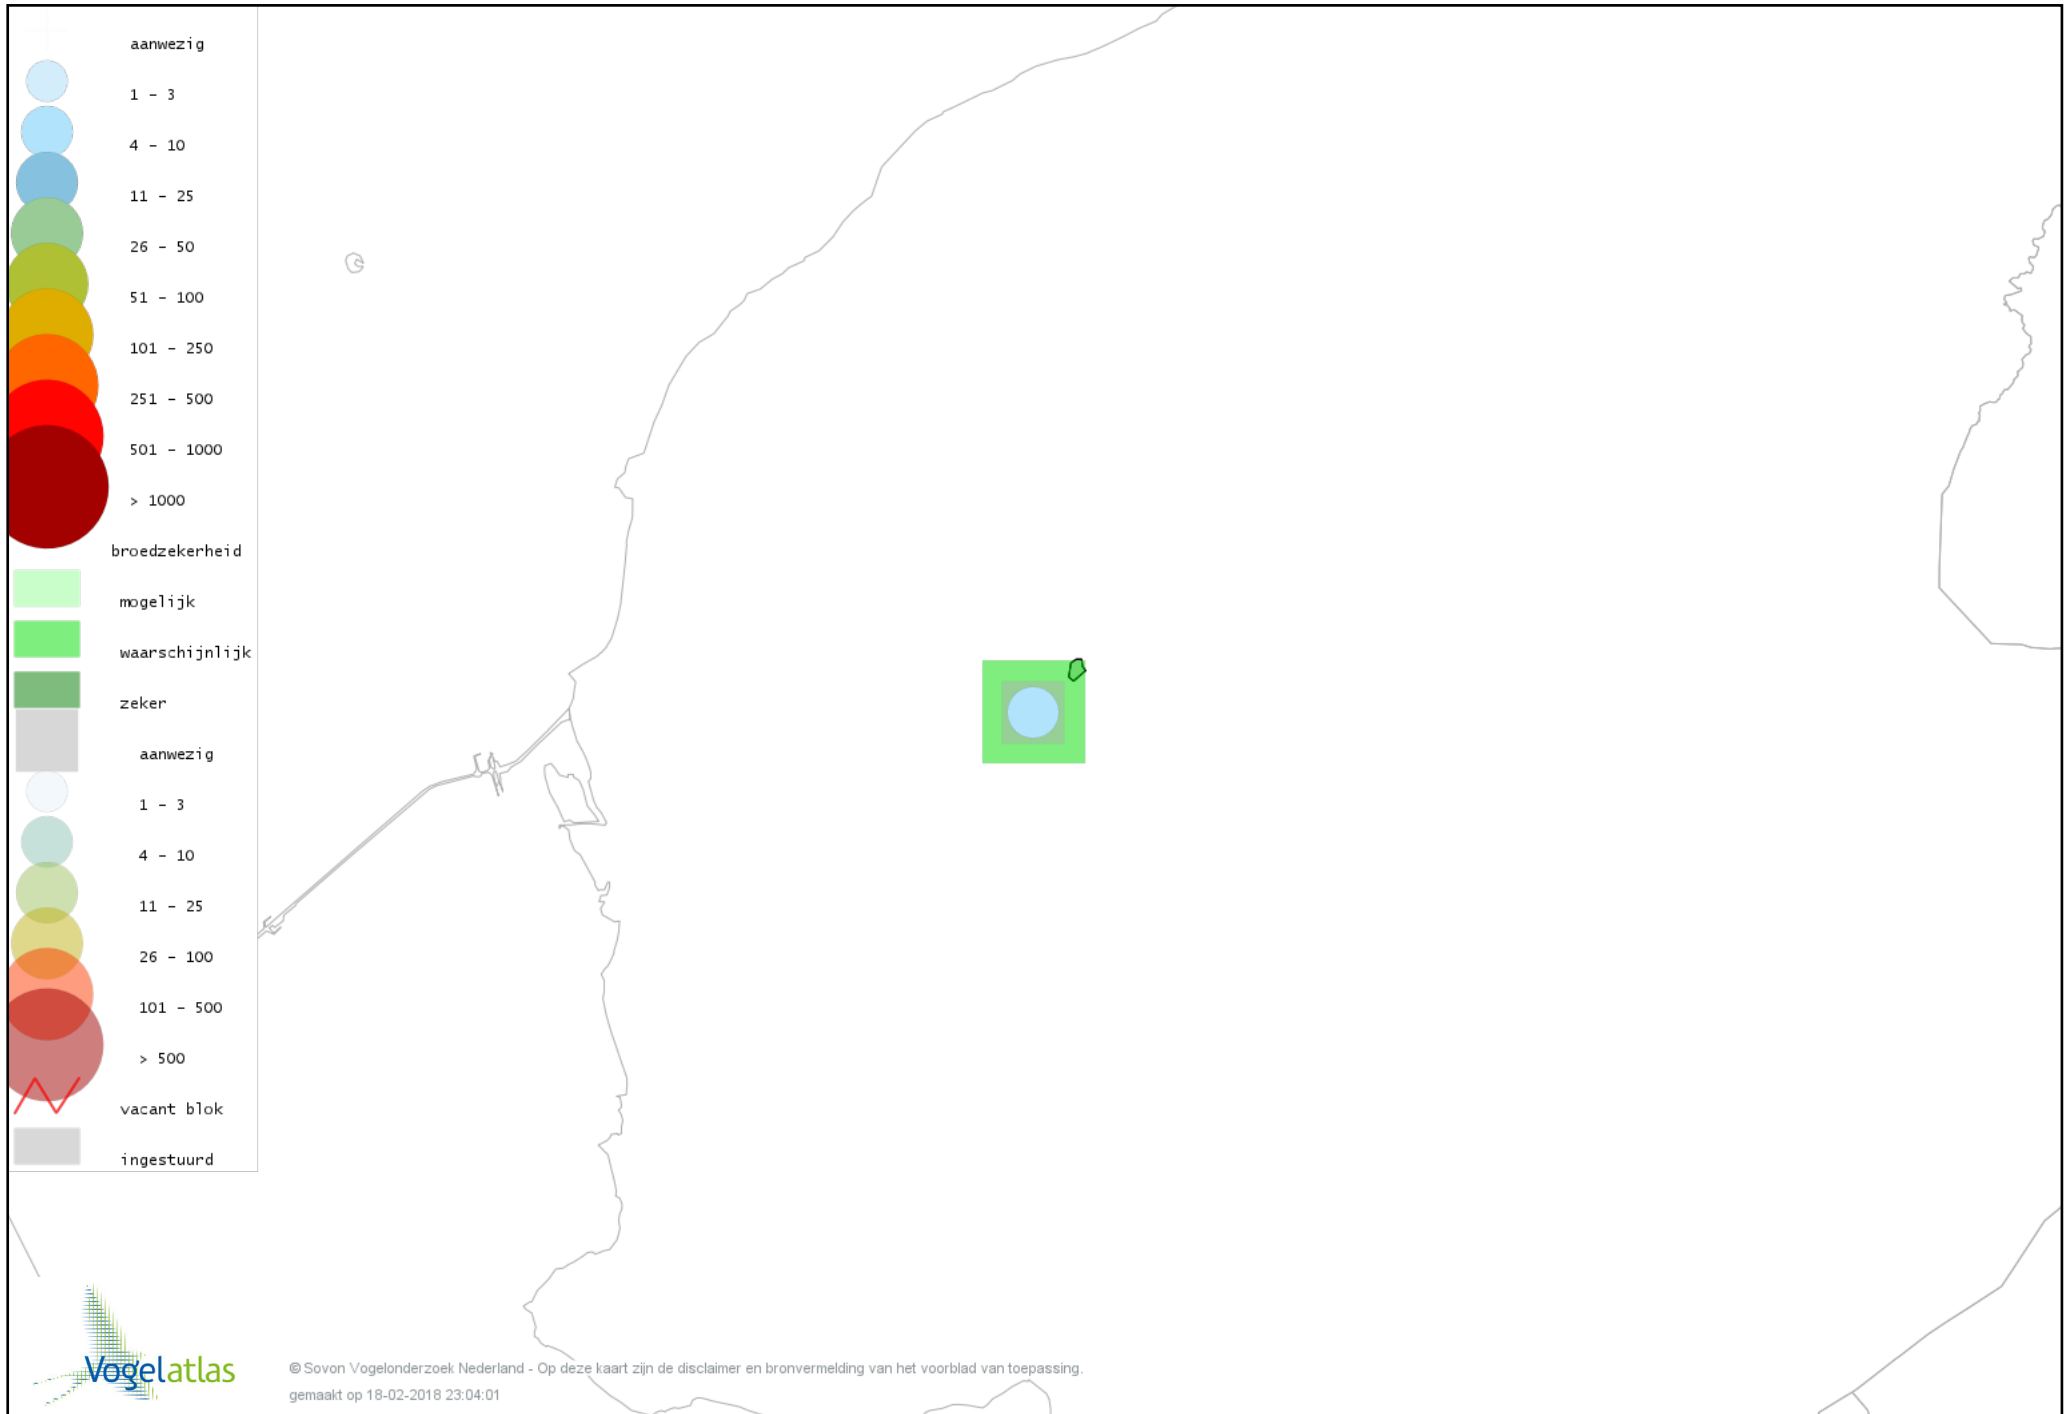 aanwezig
1 - 3
4 - 10
11 - 25
26 - 50
51 - 100
101 - 250
251 - 500
501 - 1000
> 1000
broedzekerheid
mogelijk
waarschijnlijk
zeker
aanwezig
1 - 3
4 - 10
11 - 25
26 - 100
101 - 500
> 500
vacant blok
ingestuurd
Vogelatlas
© Sovon Vogelonderzoek Nederland - Op deze kaart zijn de disclaimer en bronvermelding van het voorblad van toepassing.
gemaakt op 18-02-2018 23:04:01